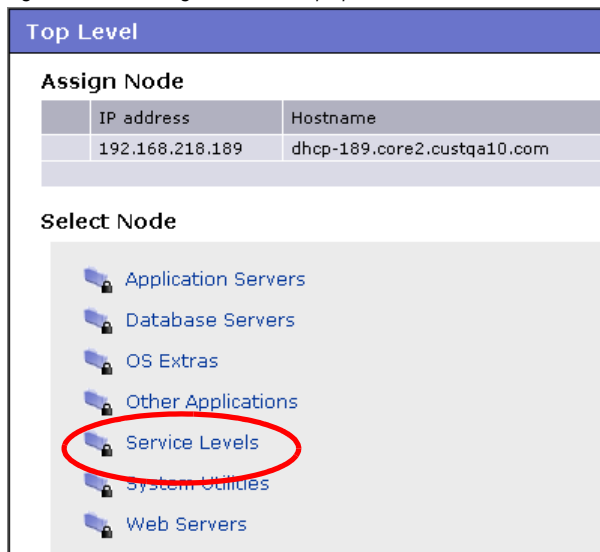 Top Level
Assign Node
IP address Hostname
192.168.218.189 dhcp-189.core2.custqa10.com
Select Node
Application Servers
Database Servers
OS Extras
Other Applications
Service Levels
System Utilities
Web Servers